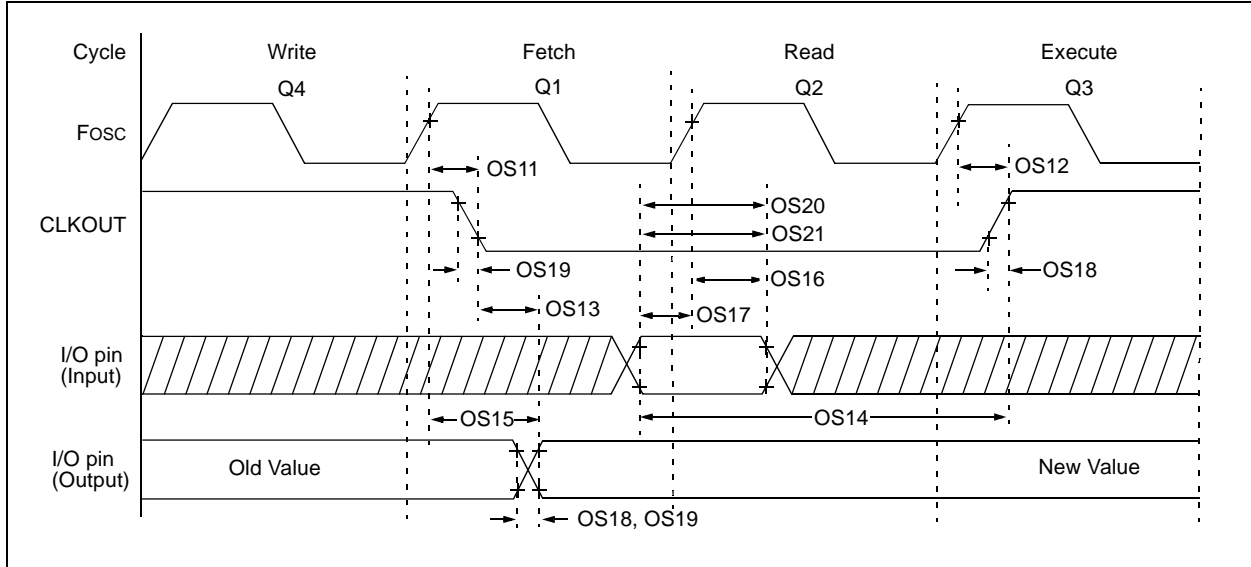 Cycle Write Fetch Read Execute
Q4 Q1 Q2 Q3
FOSC
OS11 OS12
CLKOUT
OS20
OS21
OS19 OS16 OS18
OS13 OS17
I/O pin
(Input)
OS15 OS14
I/O pin
(Output)
Old Value New Value
OS18, OS19